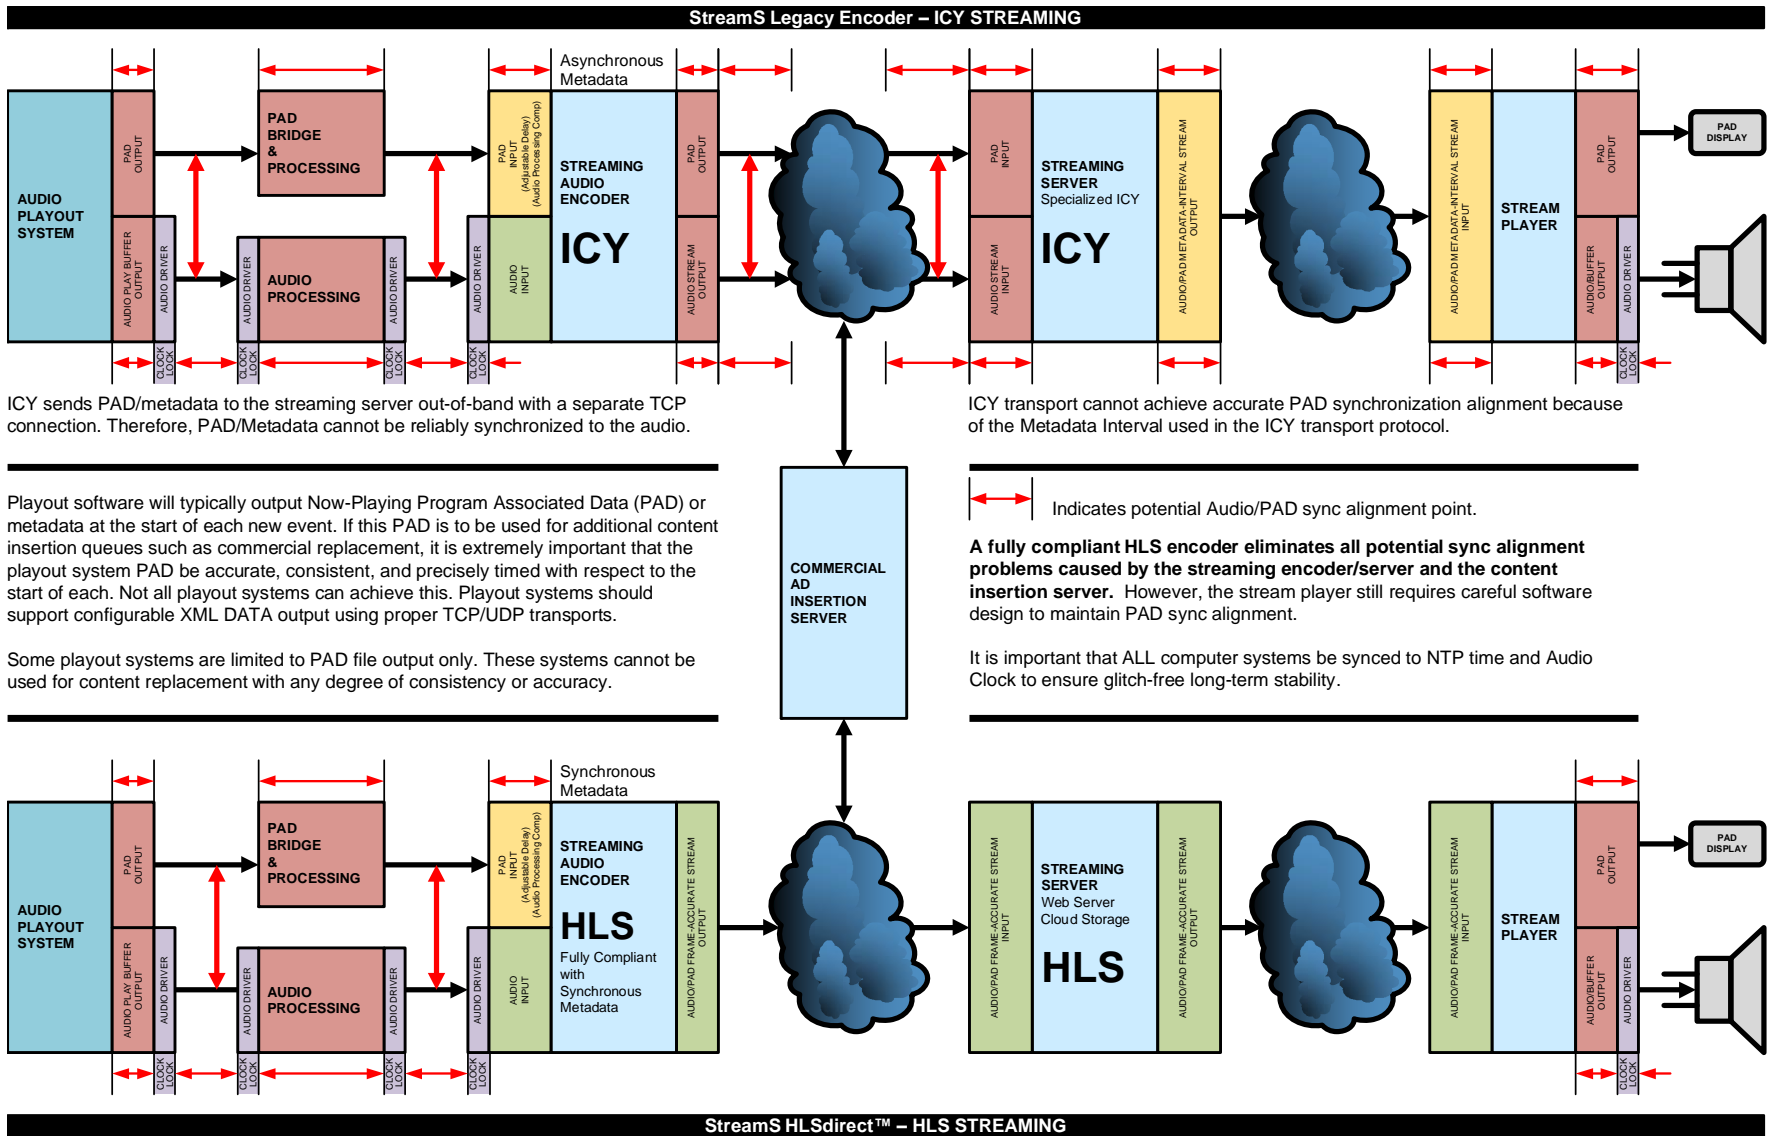 StreamS Legacy Encoder – ICY STREAMING
AUDIO
PLAYOUT
SYSTEM
PAD
OUTPUT
AUDIO PLAY BUFFER
OUTPUT
AUDIO DRIVER
CLOCK
LOCK
PAD
BRIDGE
&
PROCESSING
AUDIO DRIVER
CLOCK
LOCK
AUDIO
PROCESSING
AUDIO DRIVER
CLOCK
LOCK
AUDIO DRIVER
CLOCK
LOCK
PAD
INPUT
(Adjustable Delay)
(Audio Processing Comp)
AUDIO
INPUT
Asynchronous
Metadata
STREAMING
AUDIO
ENCODER
ICY
PAD
OUTPUT
AUDIO STREAM
OUTPUT
PAD
INPUT
AUDIO STREAM
INPUT
STREAMING
SERVER
Specialized ICY
ICY
AUDIO/PAD METADATA-INTERVAL STREAM
OUTPUT
AUDIO/PAD METADATA-INTERVAL STREAM
INPUT
STREAM
PLAYER
PAD
OUTPUT
AUDIO/BUFFER
OUTPUT
AUDIO DRIVER
CLOCK
LOCK
PAD
DISPLAY
ICY sends PAD/metadata to the streaming server out-of-band with a separate TCP
connection. Therefore, PAD/Metadata cannot be reliably synchronized to the audio.
ICY transport cannot achieve accurate PAD synchronization alignment because
of the Metadata Interval used in the ICY transport protocol.
Playout software will typically output Now-Playing Program Associated Data (PAD) or
metadata at the start of each new event. If this PAD is to be used for additional content
insertion queues such as commercial replacement, it is extremely important that the
playout system PAD be accurate, consistent, and precisely timed with respect to the
start of each. Not all playout systems can achieve this. Playout systems should
support configurable XML DATA output using proper TCP/UDP transports.
Some playout systems are limited to PAD file output only. These systems cannot be
used for content replacement with any degree of consistency or accuracy.
COMMERCIAL
AD
INSERTION
SERVER
Indicates potential Audio/PAD sync alignment point.
A fully compliant HLS encoder eliminates all potential sync alignment
problems caused by the streaming encoder/server and the content
insertion server. However, the stream player still requires careful software
design to maintain PAD sync alignment.
It is important that ALL computer systems be synced to NTP time and Audio
Clock to ensure glitch-free long-term stability.
AUDIO
PLAYOUT
SYSTEM
PAD
OUTPUT
AUDIO PLAY BUFFER
OUTPUT
AUDIO DRIVER
CLOCK
LOCK
PAD
BRIDGE
&
PROCESSING
AUDIO DRIVER
CLOCK
LOCK
AUDIO
PROCESSING
AUDIO DRIVER
CLOCK
LOCK
AUDIO DRIVER
CLOCK
LOCK
PAD
INPUT
(Adjustable Delay)
(Audio Processing Comp)
AUDIO
INPUT
Synchronous
Metadata
STREAMING
AUDIO
ENCODER
HLS
Fully Compliant
with
Synchronous
Metadata
AUDIO/PAD FRAME-ACCURATE STREAM
OUTPUT
AUDIO/PAD FRAME-ACCURATE STREAM
INPUT
STREAMING
SERVER
Web Server
Cloud Storage
HLS
AUDIO/PAD FRAME-ACCURATE STREAM
OUTPUT
AUDIO/PAD FRAME-ACCURATE STREAM
INPUT
STREAM
PLAYER
PAD
OUTPUT
AUDIO/BUFFER
OUTPUT
AUDIO DRIVER
CLOCK
LOCK
PAD
DISPLAY
StreamS HLSdirect™ – HLS STREAMING